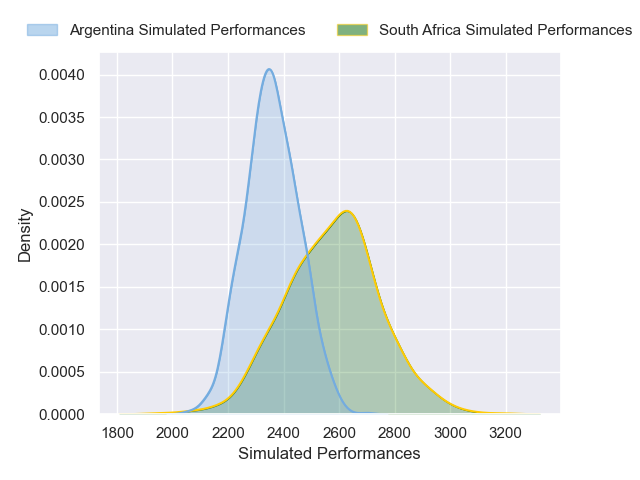 Argentina Simulated Performances
South Africa Simulated Performances
0.0040
0.0035
0.0030
0.0025
0.0020
0.0015
0.0010
0.0005
0.0000
Density
1800 2000 2200 2400 2600 2800 3000 3200
Simulated Performances